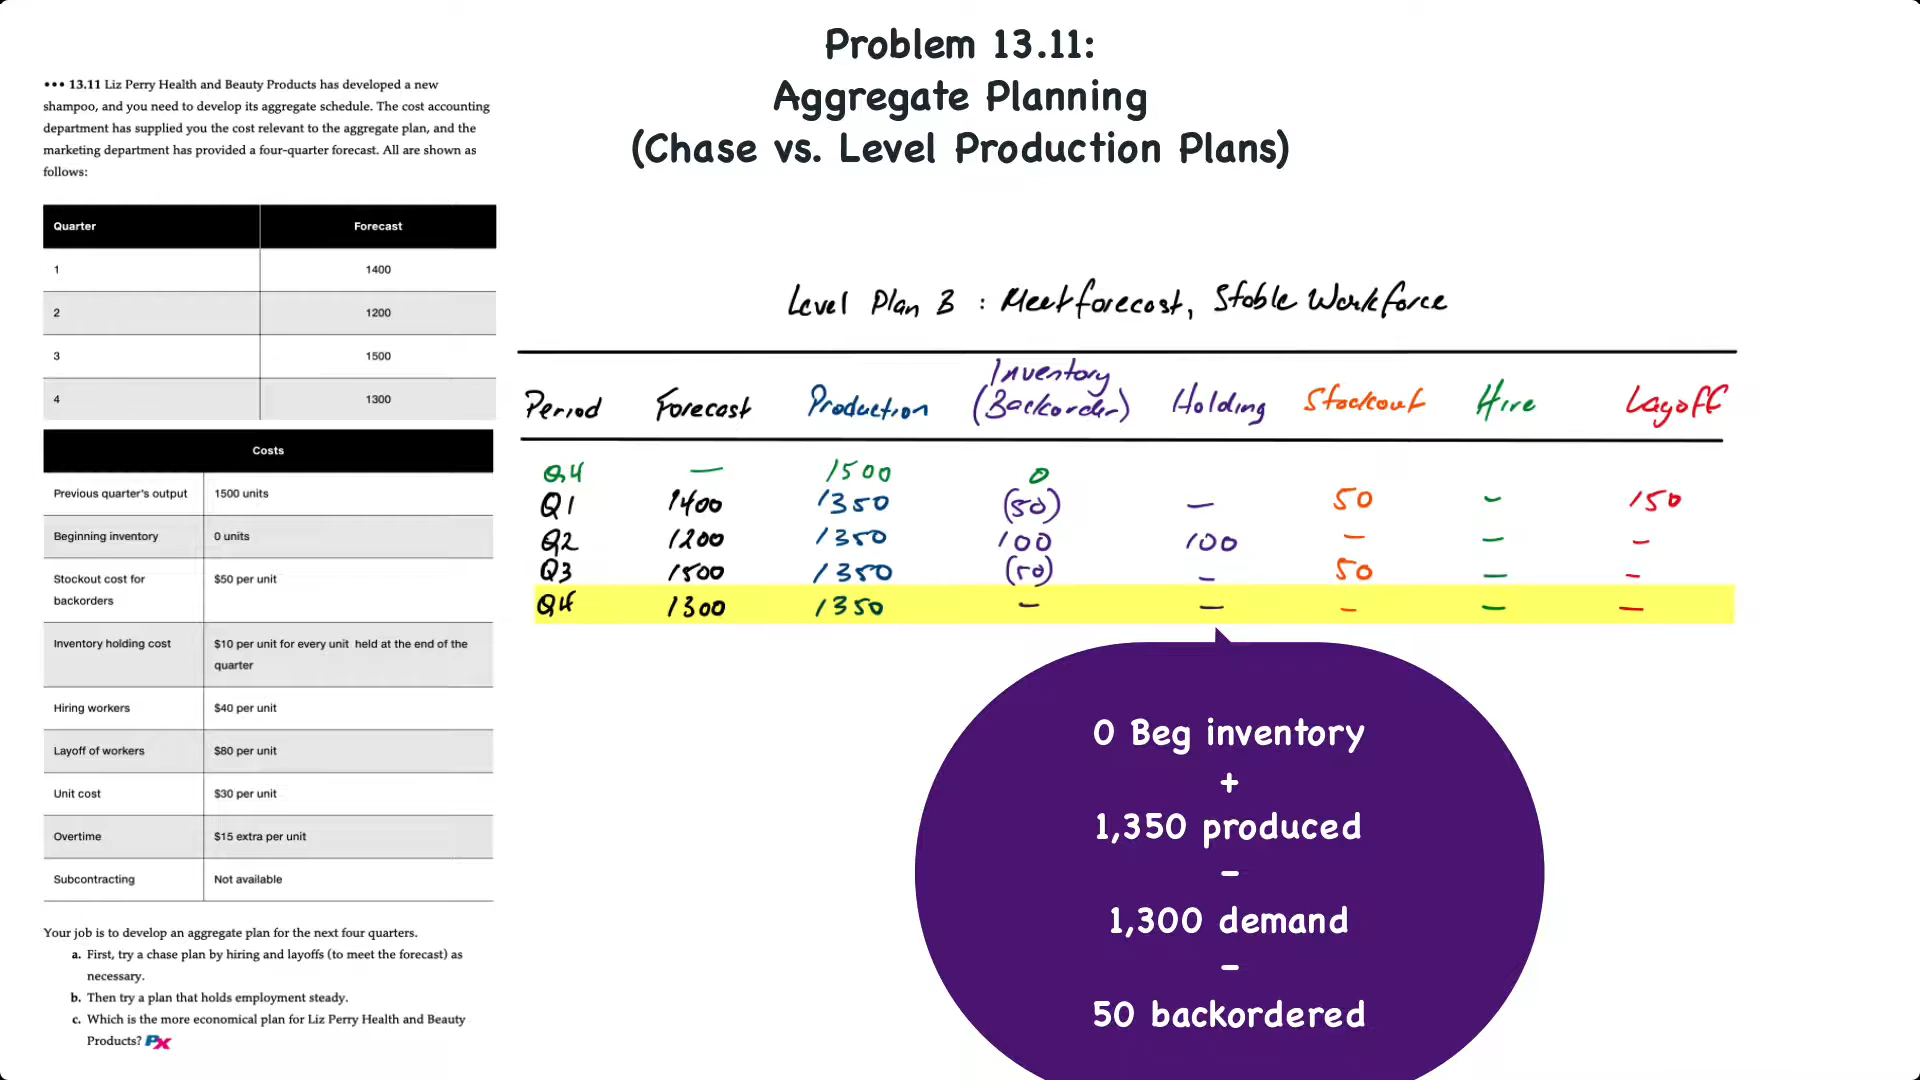 Problem 13.11:
Aggregate Planning
(Chase vs. Level Production Plans)
••• 13.11 Liz Perry Health and Beauty Products has developed a new
shampoo, and you need to develop its aggregate schedule. The cost accounting
department has supplied you the cost relevant to the aggregate plan, and the
marketing department has provided a four-quarter forecast. All are shown as
follows:
Quarter Forecast
1 1400
2 1200
3 1500
4 1300
Costs
Previous quarter's output 1500 units
Beginning inventory 0 units
Stockout cost for $50 per unit
backorders
Inventory holding cost $10 per unit for every unit held at the end of the
quarter
Hiring workers $40 per unit
Layoff of workers $80 per unit
Unit cost $30 per unit
Overtime $15 extra per unit
Subcontracting Not available
Your job is to develop an aggregate plan for the next four quarters.
a. First, try a chase plan by hiring and layoffs (to meet the forecast) as
necessary.
b. Then try a plan that holds employment steady.
c. Which is the more economical plan for Liz Perry Health and Beauty
Products? PX
Level Plan B : Meet forecast, Stable Workforce
Inventory
Period Forecast Production (Backorder) Holding Stockout Hire Layoff
Q4 — 1500 0
Q1 1400 1350 (50) — 50 - 150
Q2 1200 1350 100 100 - - -
Q3 1500 1350 (50) - 50 - -
Q4 1300 1350 - - - - -
0 Beg inventory
+
1,350 produced
-
1,300 demand
-
50 backordered